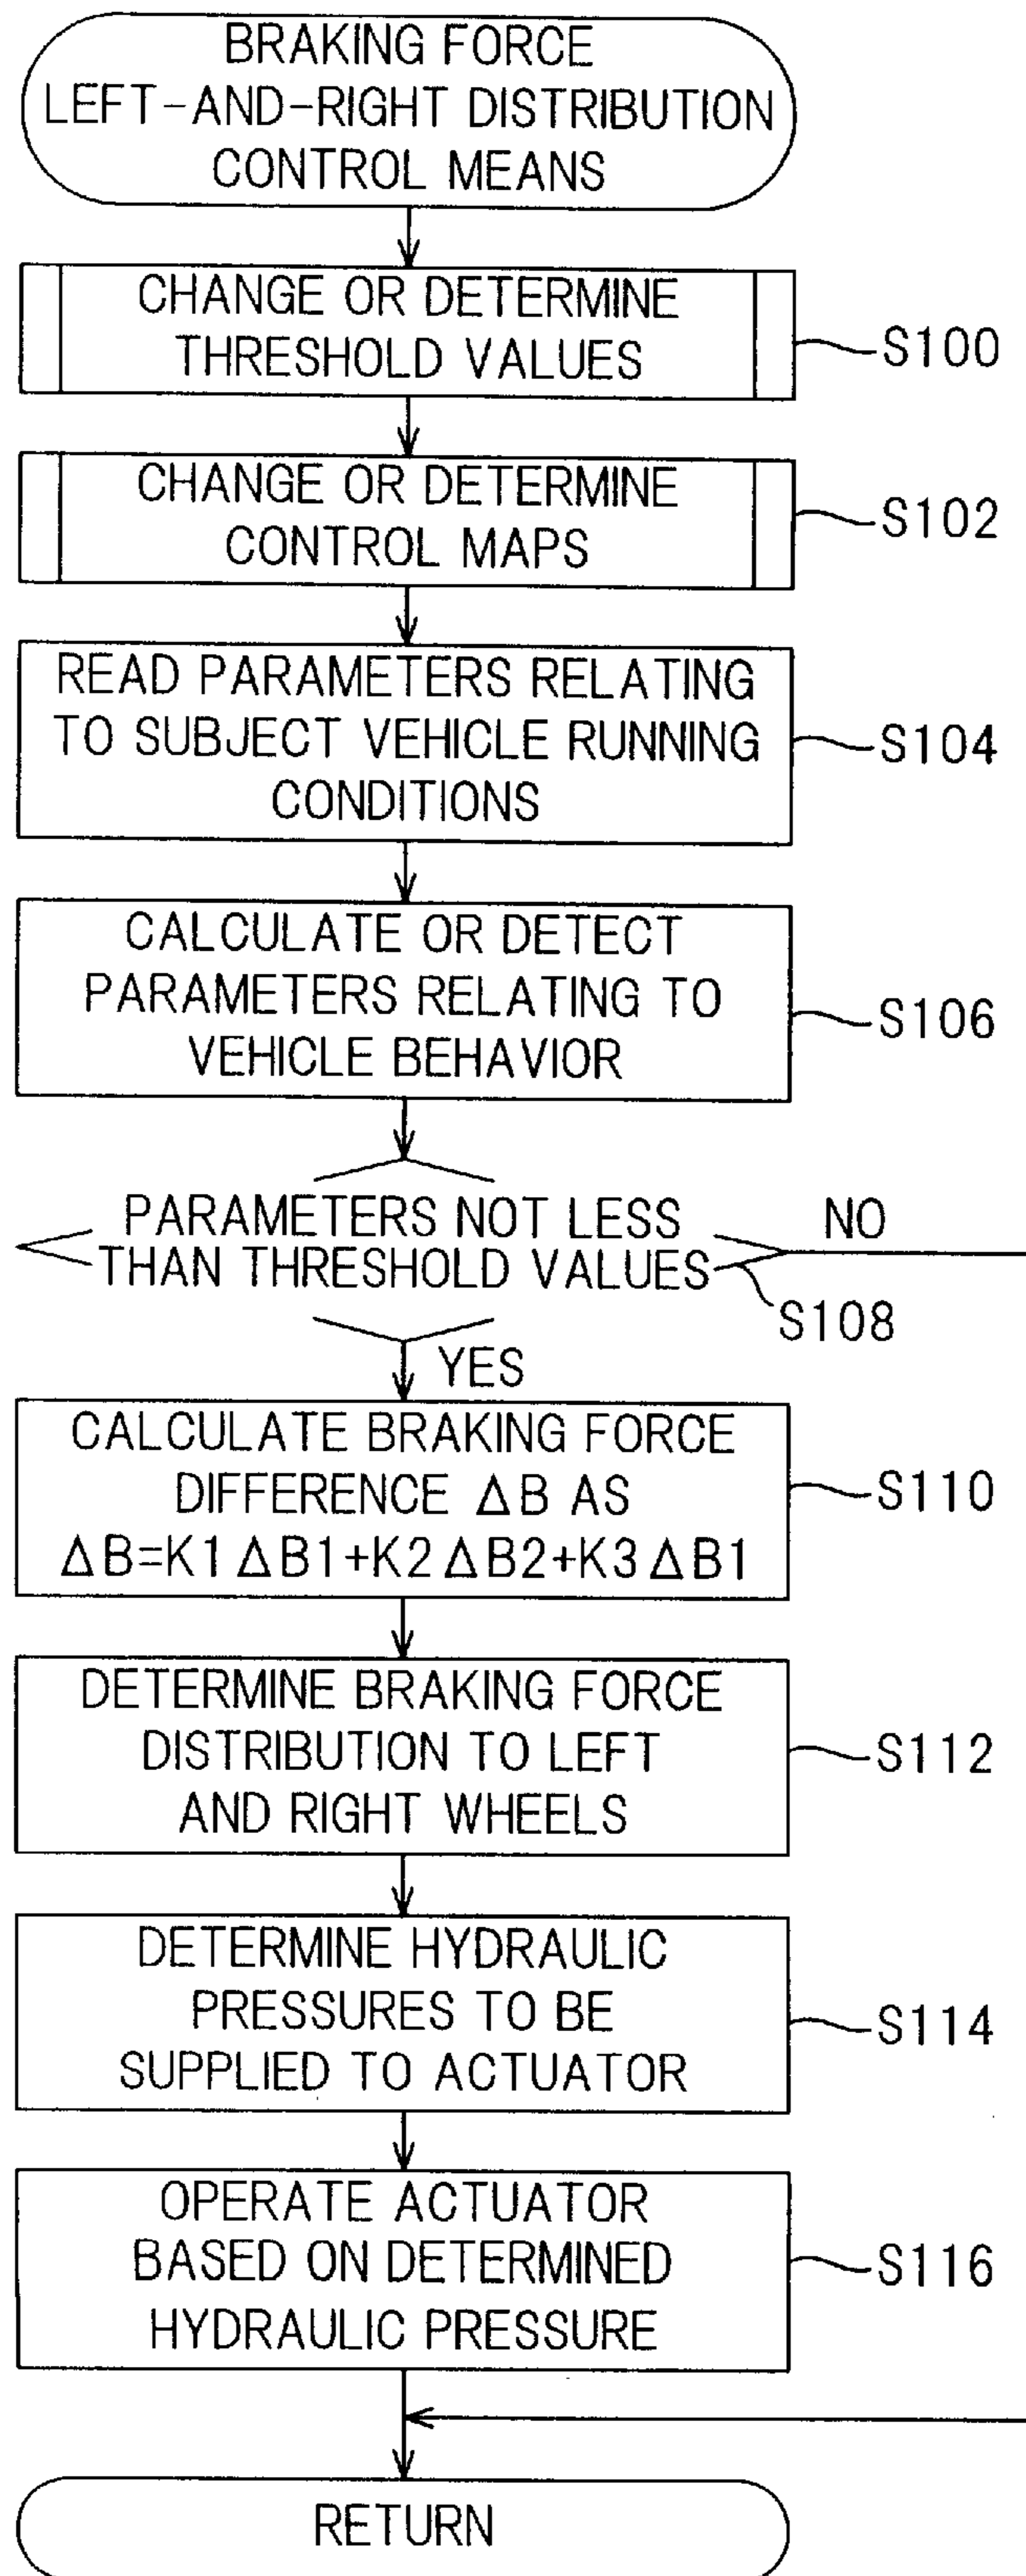 BRAKING FORCE
LEFT-AND-RIGHT DISTRIBUTION
CONTROL MEANS
CHANGE OR DETERMINE
THRESHOLD VALUES
S100
CHANGE OR DETERMINE
CONTROL MAPS
S102
READ PARAMETERS RELATING
TO SUBJECT VEHICLE RUNNING
CONDITIONS
S104
CALCULATE OR DETECT
PARAMETERS RELATING TO
VEHICLE BEHAVIOR
S106
PARAMETERS NOT LESS
THAN THRESHOLD VALUES
NO
S108
YES
CALCULATE BRAKING FORCE
DIFFERENCE ΔB AS
ΔB=K1ΔB1+K2ΔB2+K3ΔB1
S110
DETERMINE BRAKING FORCE
DISTRIBUTION TO LEFT
AND RIGHT WHEELS
S112
DETERMINE HYDRAULIC
PRESSURES TO BE
SUPPLIED TO ACTUATOR
S114
OPERATE ACTUATOR
BASED ON DETERMINED
HYDRAULIC PRESSURE
S116
RETURN